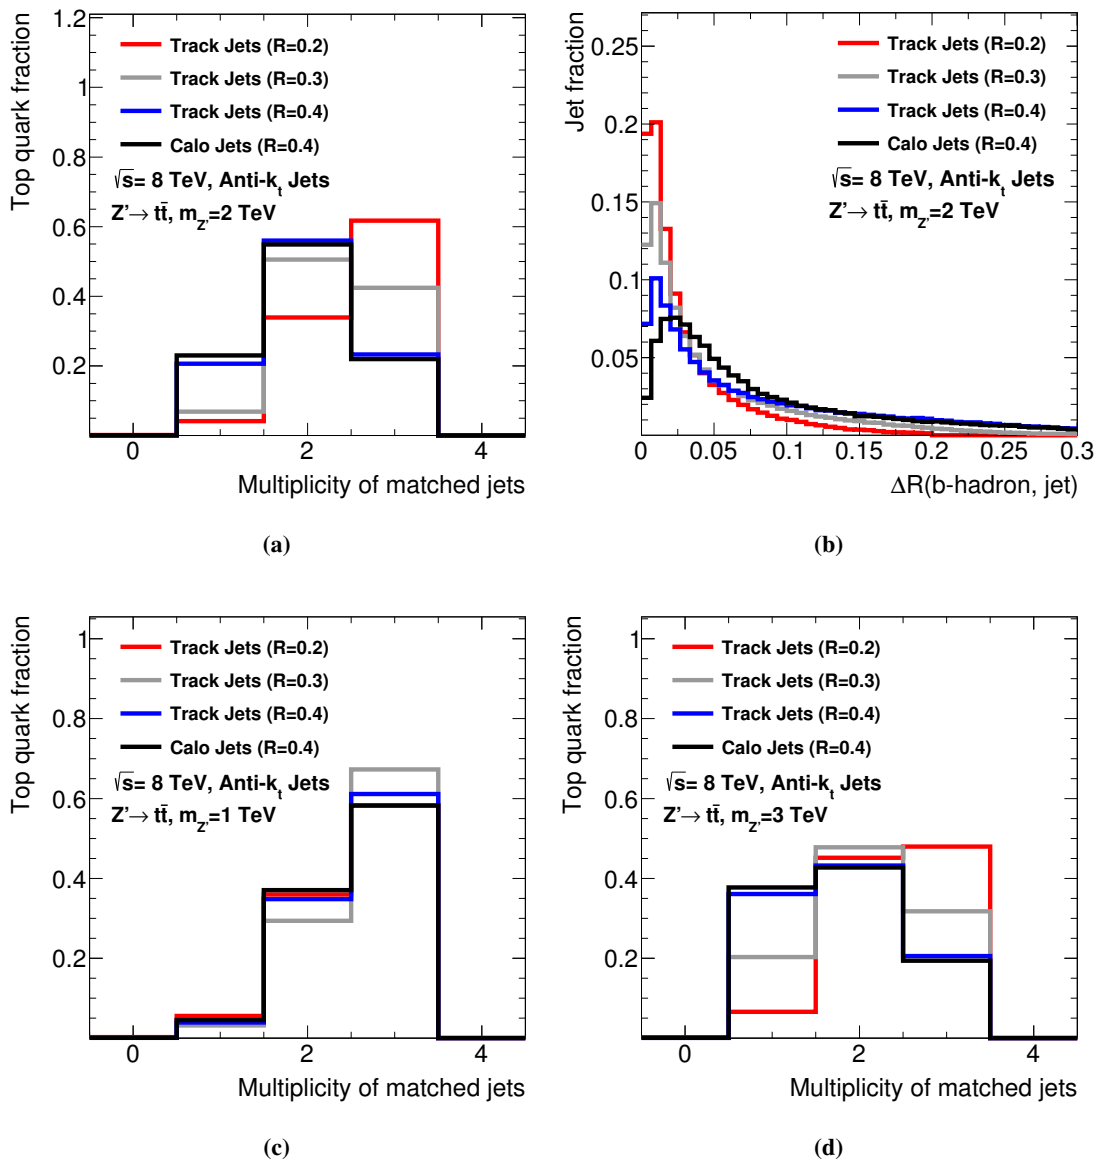 Top quark fraction
1.2
1
0.8
0.6
0.4
0.2
Track Jets (R=0.2)
Track Jets (R=0.3)
Track Jets (R=0.4)
Calo Jets (R=0.4)
√s= 8 TeV, Anti-k_t Jets
Z'→ tt̄, m_Z'=2 TeV
0 2 4
Multiplicity of matched jets
(a)
Jet fraction
0.25
0.2
0.15
0.1
0.05
Track Jets (R=0.2)
Track Jets (R=0.3)
Track Jets (R=0.4)
Calo Jets (R=0.4)
√s= 8 TeV, Anti-k_t Jets
Z'→ tt̄, m_Z'=2 TeV
0 0.05 0.1 0.15 0.2 0.25 0.3
ΔR(b-hadron, jet)
(b)
Top quark fraction
1
0.8
0.6
0.4
0.2
Track Jets (R=0.2)
Track Jets (R=0.3)
Track Jets (R=0.4)
Calo Jets (R=0.4)
√s= 8 TeV, Anti-k_t Jets
Z'→ tt̄, m_Z'=1 TeV
0 2 4
Multiplicity of matched jets
(c)
Top quark fraction
1
0.8
0.6
0.4
0.2
Track Jets (R=0.2)
Track Jets (R=0.3)
Track Jets (R=0.4)
Calo Jets (R=0.4)
√s= 8 TeV, Anti-k_t Jets
Z'→ tt̄, m_Z'=3 TeV
0 2 4
Multiplicity of matched jets
(d)